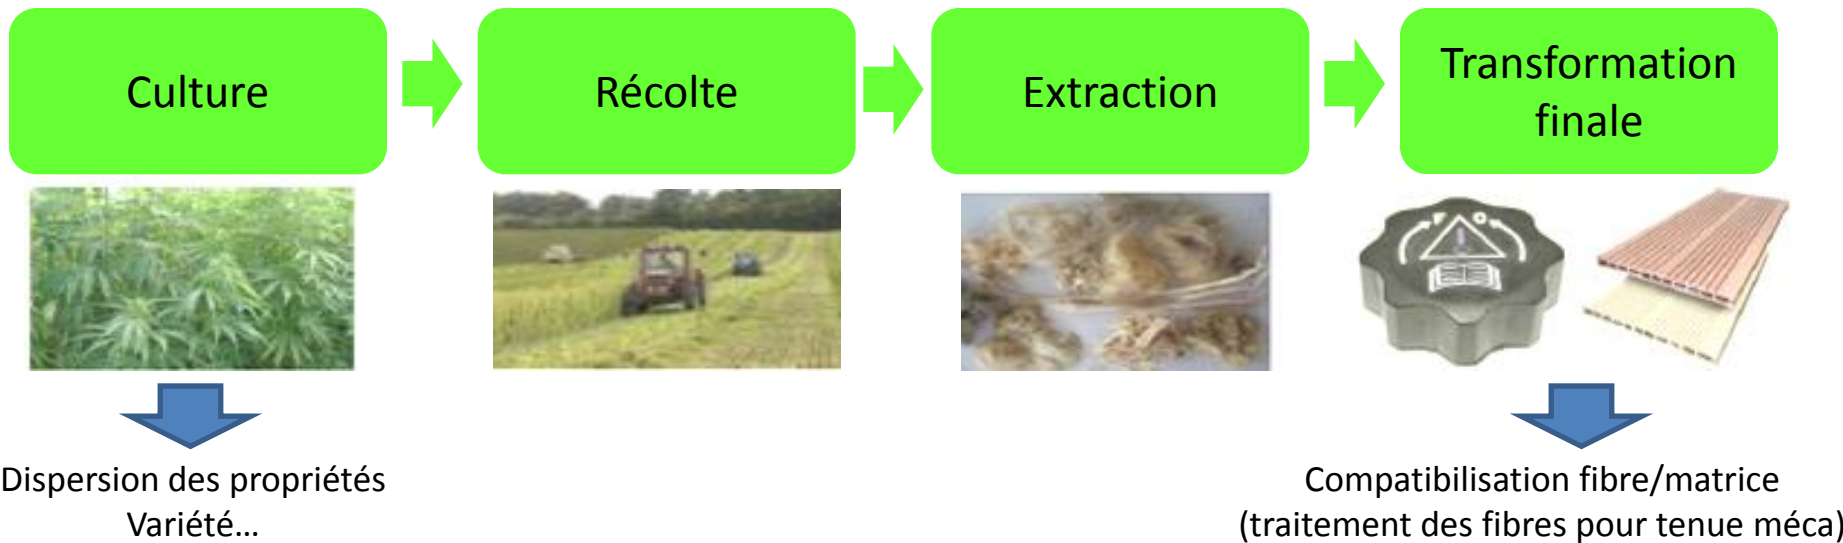 Culture
Récolte
Extraction
Transformation
finale
Dispersion des propriétés
Variété...
Compatibilisation fibre/matrice
(traitement des fibres pour tenue méca)